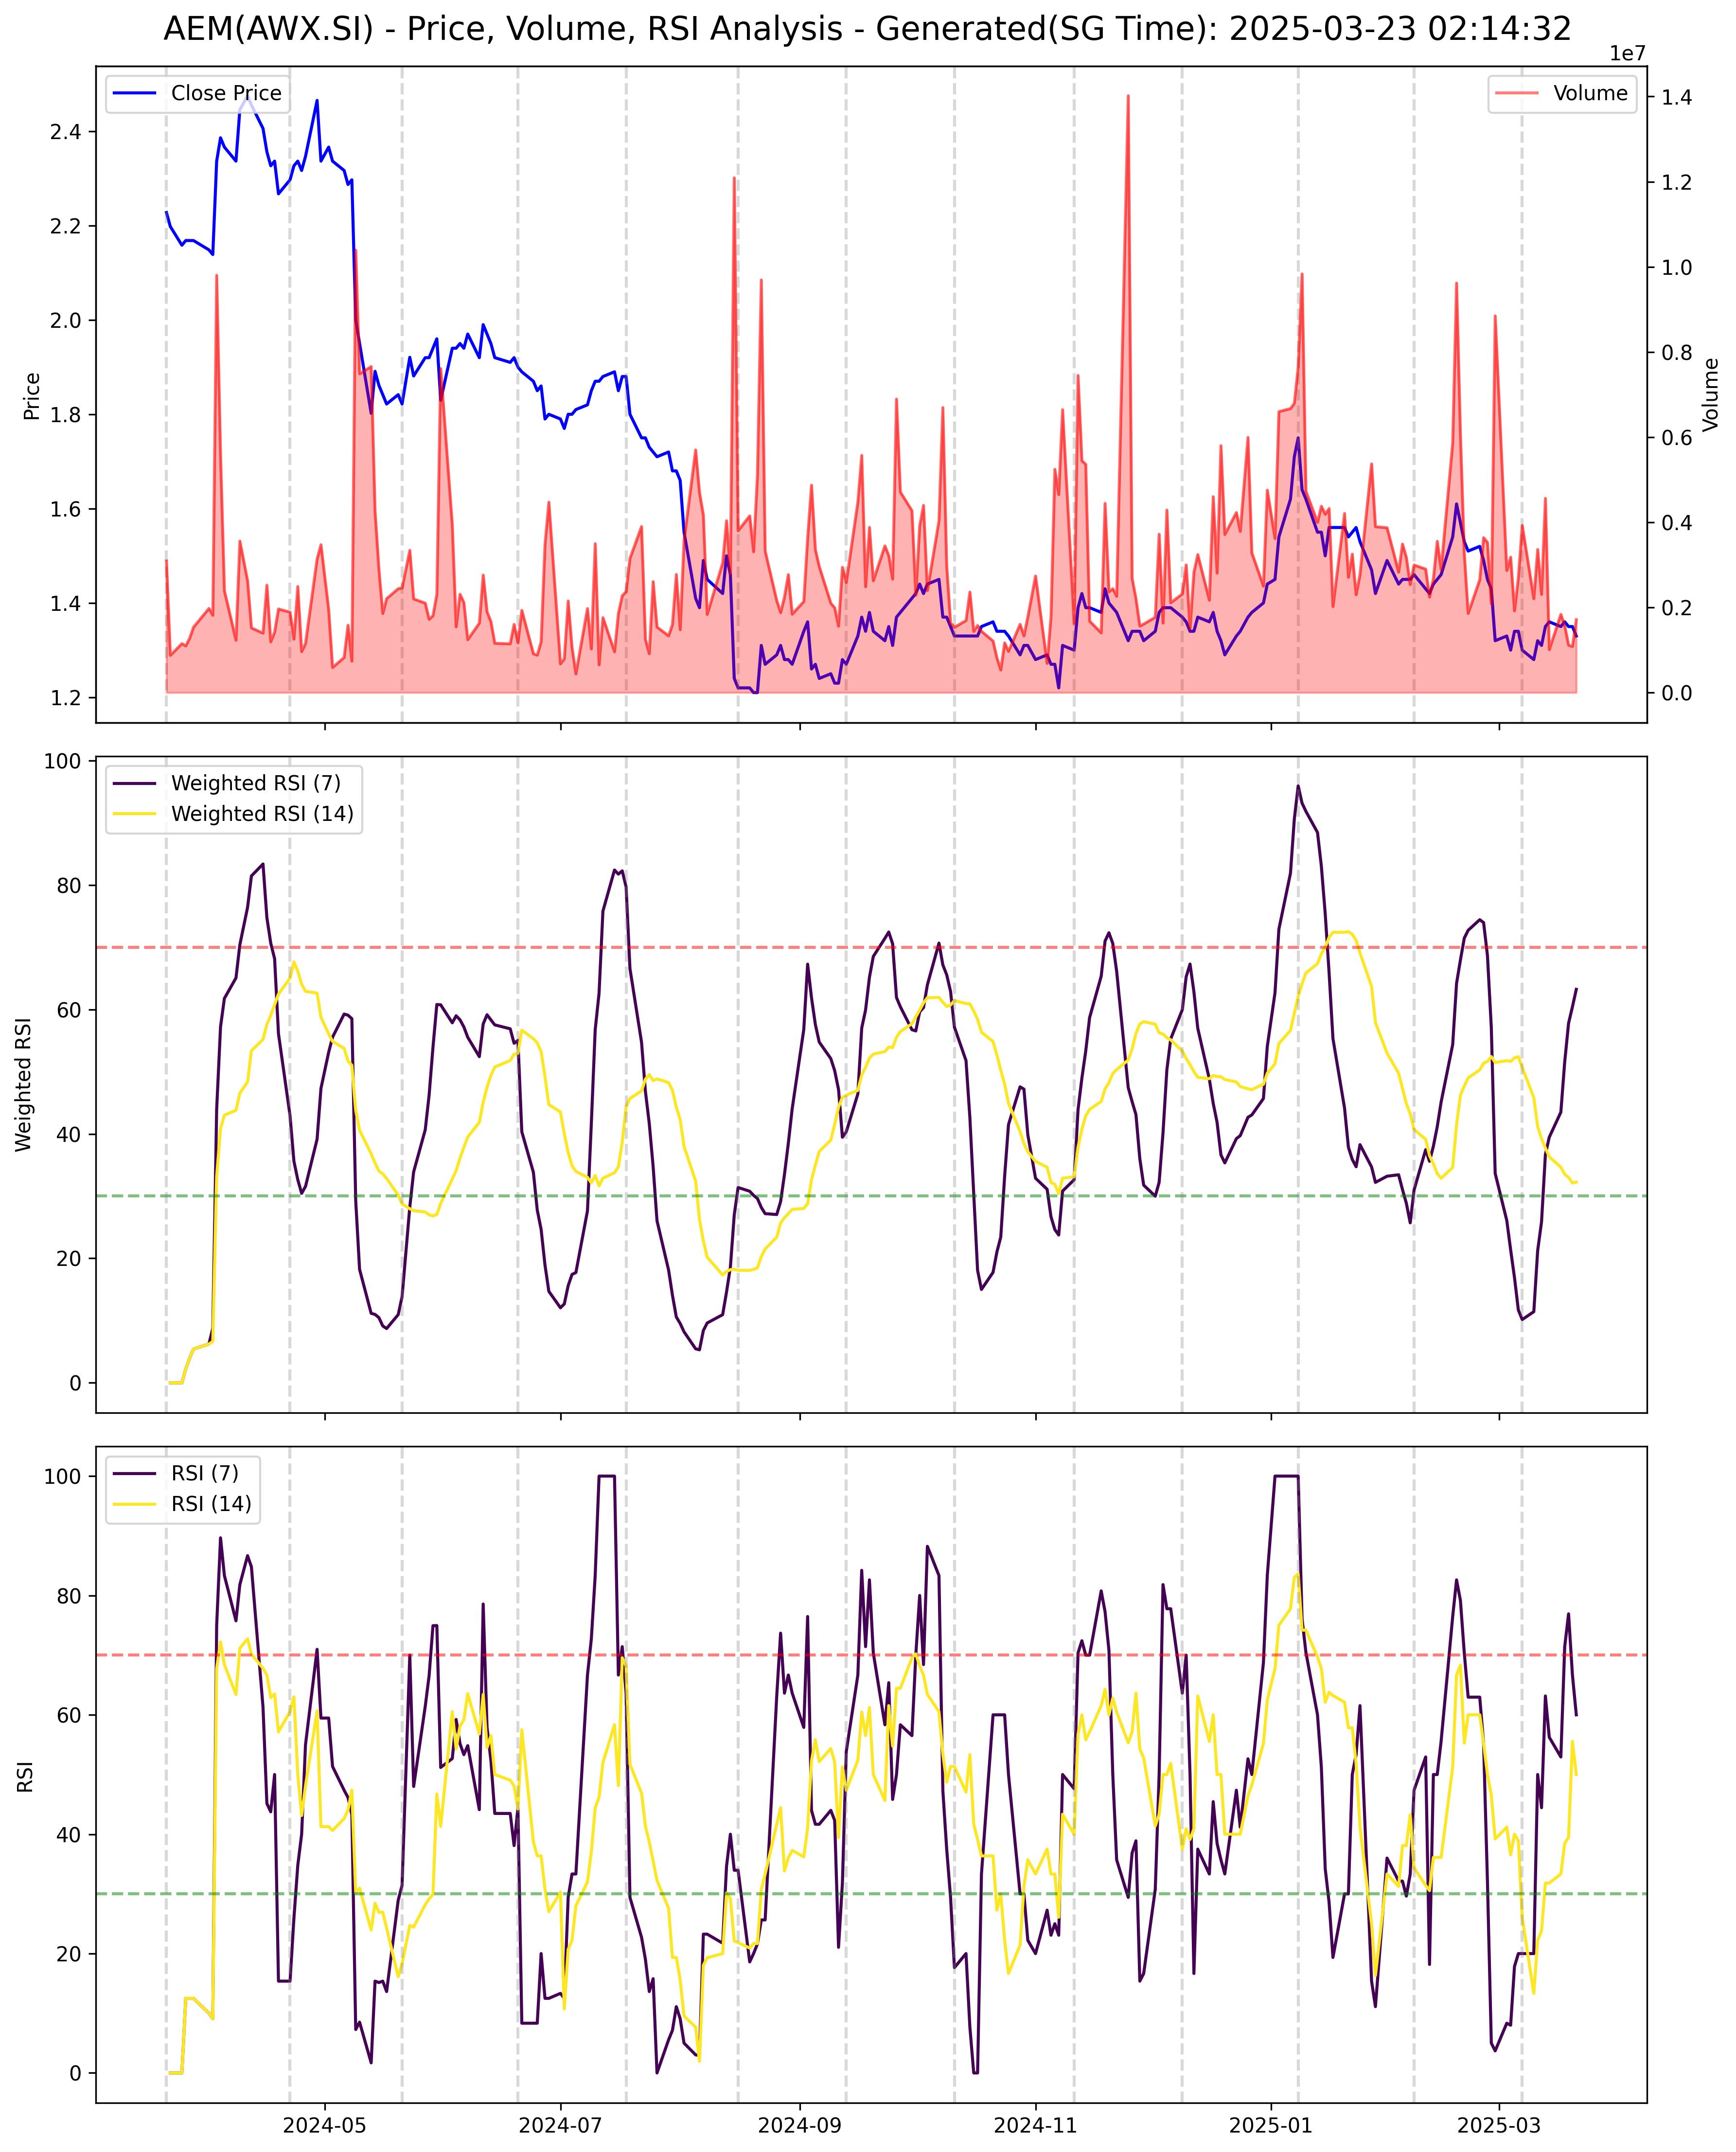 AEM(AWX.SI) - Price, Volume, RSI Analysis - Generated(SG Time): 2025-03-23 02:14:32
1e7
Close Price
Volume
2.4
2.2
2.0
1.8
1.6
1.4
1.2
Price
1.4
1.2
1.0
0.8
0.6
0.4
0.2
0.0
Volume
Weighted RSI (7)
Weighted RSI (14)
100
80
60
40
20
0
Weighted RSI
RSI (7)
RSI (14)
100
80
60
40
20
0
RSI
2024-05
2024-07
2024-09
2024-11
2025-01
2025-03